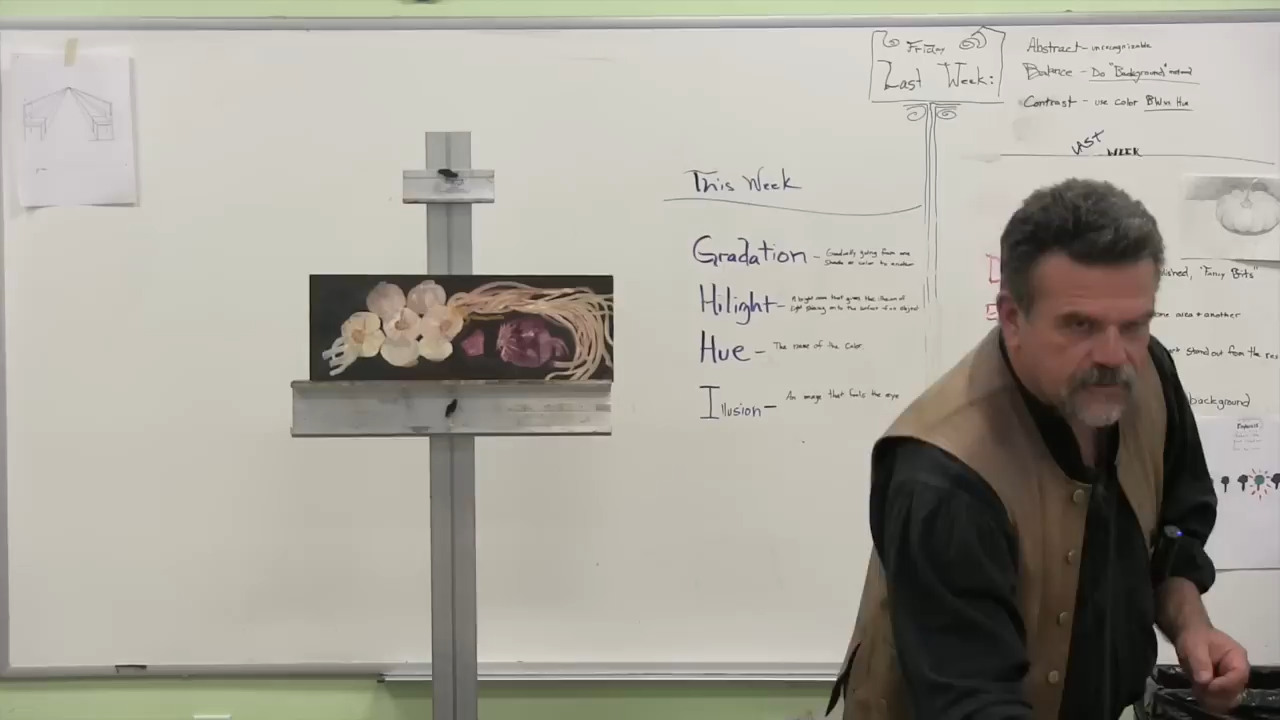 Friday
Last Week:
Abstract - unrecognizable
Balance - Do "Background" method
Contrast - use color BW in Hue
LAST WEEK
This Week
Gradation - Gradually going from one
Shade or color to another
Hilight - A bright area that gives the illusion of
light shining onto the surface of an object
Hue - The name of the Color.
Illusion - An image that fools the eye
lished, "Fancy Bits"
one area + another
stand out from the res
background